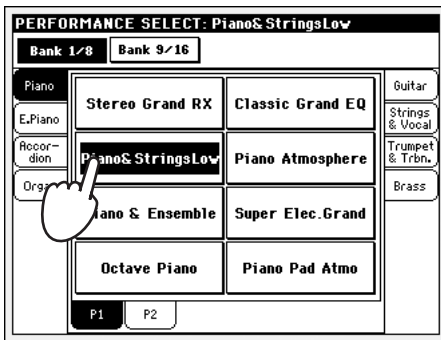 PERFORMANCE SELECT: Piano& StringsLow
Bank 1/8 Bank 9/16
Piano
E.Piano
Accor-
dion
Stereo Grand RX Classic Grand EQ
Piano& StringsLow Piano Atmosphere
& Ensemble Super Elec.Grand
Octave Piano Piano Pad Atmo
Guitar
Strings
& Vocal
Trumpet
& Trbn.
Brass
P1 P2